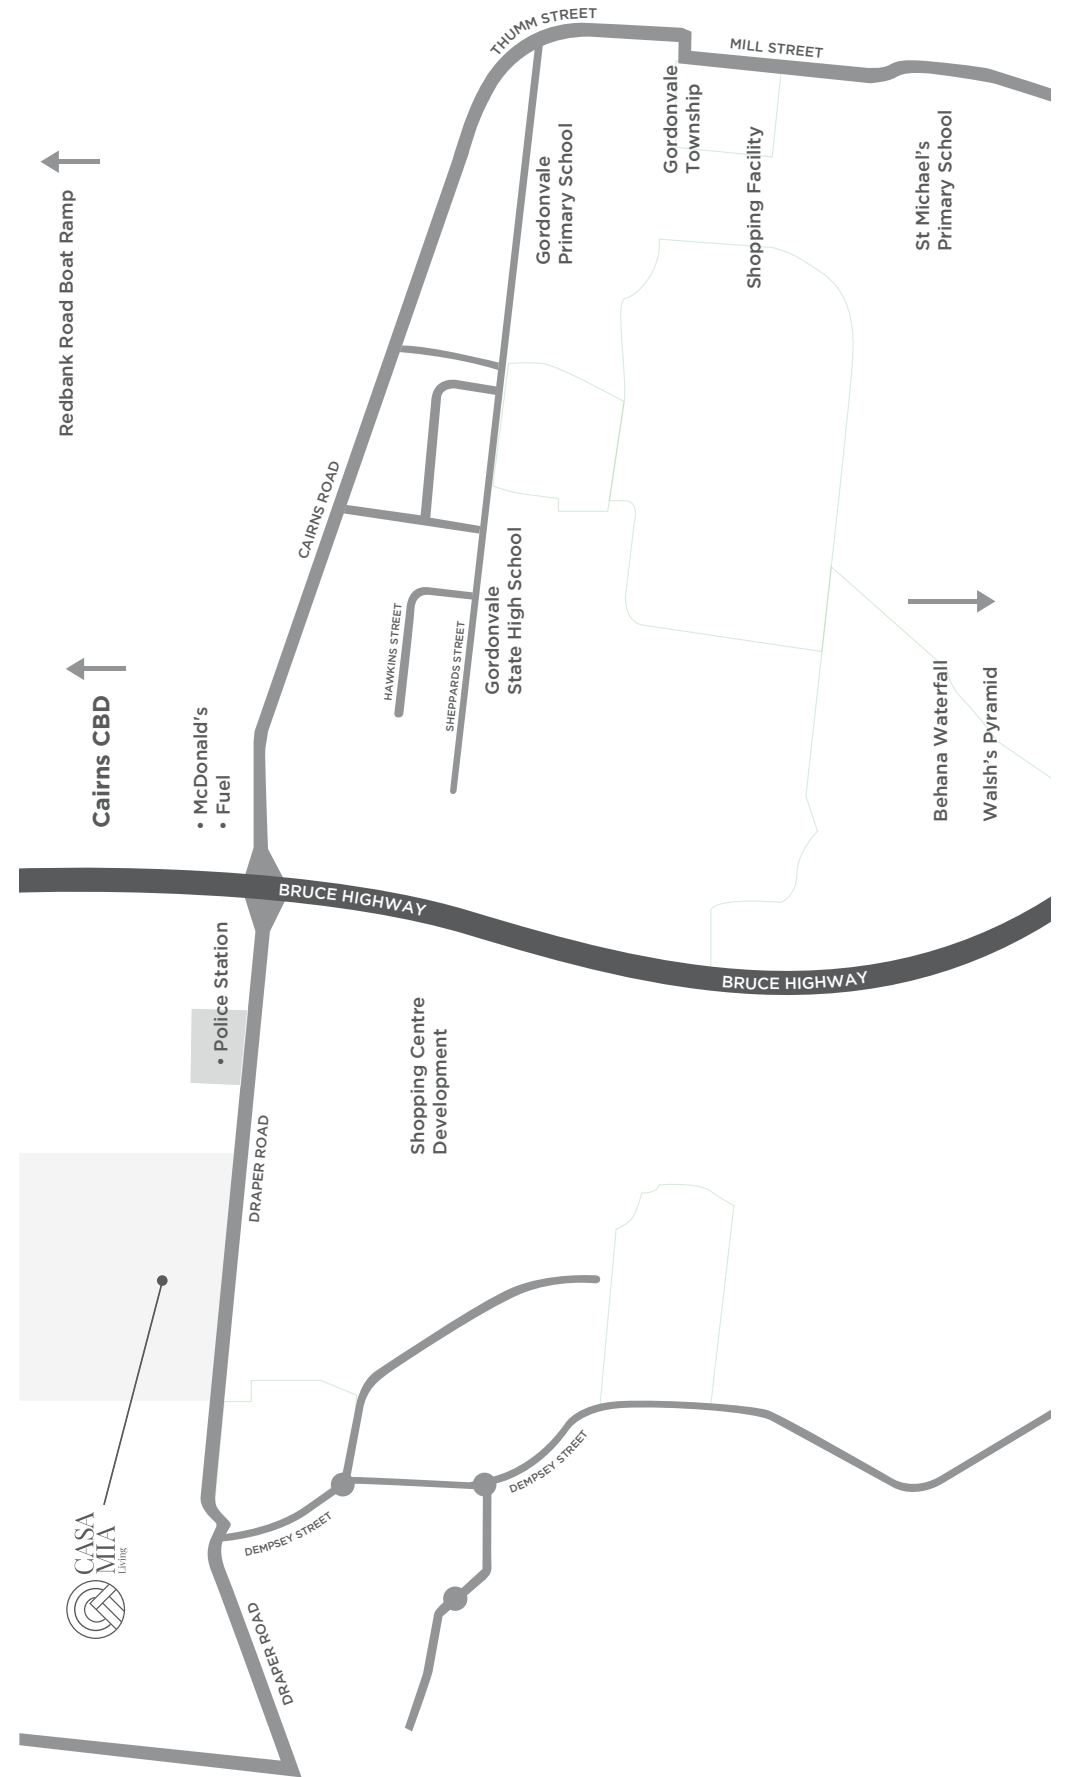 THUMM STREET
MILL STREET
Gordonvale
Township
Shopping Facility
St Michael's
Primary School
Gordonvale
Primary School
Redbank Road Boat Ramp
CAIRNS ROAD
Gordonvale
State High School
HAWKINS STREET
SHEPPARDS STREET
Behana Waterfall
Walsh's Pyramid
Cairns CBD
• McDonald's
• Fuel
BRUCE HIGHWAY
BRUCE HIGHWAY
• Police Station
Shopping Centre
Development
DRAPER ROAD
DEMPSEY STREET
DEMPSEY STREET
CASA
MIA
Living
DRAPER ROAD